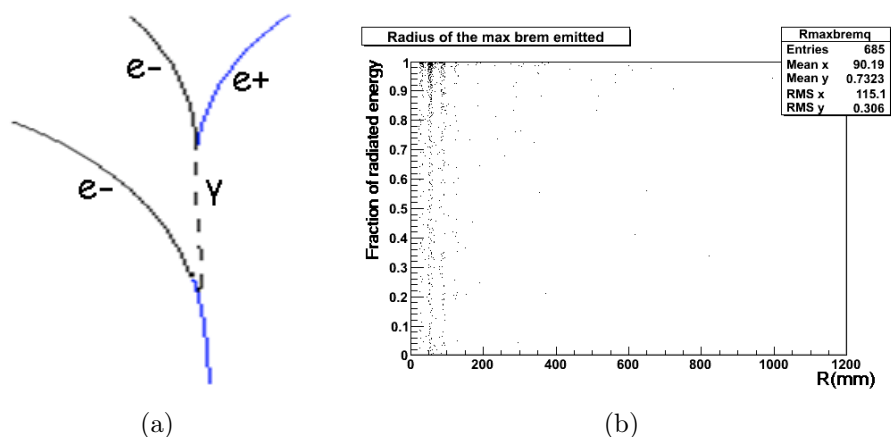 e-
e+
e-
γ
(a)
Radius of the max brem emitted
Rmaxbremq
Entries 685
Mean x 90.19
Mean y 0.7323
RMS x 115.1
RMS y 0.306
Fraction of radiated energy
1
0.9
0.8
0.7
0.6
0.5
0.4
0.3
0.2
0.1
0
0 200 400 600 800 1000 1200
R(mm)
(b)